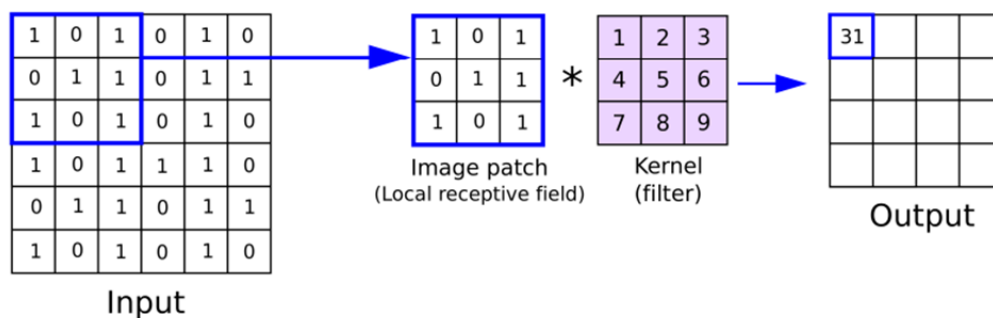 1 0 1 0 1 0
0 1 1 0 1 1
1 0 1 0 1 0
1 0 1 1 1 0
0 1 1 0 1 1
1 0 1 0 1 0
Input
1 0 1
0 1 1
1 0 1
Image patch
(Local receptive field)
*
1 2 3
4 5 6
7 8 9
Kernel
(filter)
31
Output